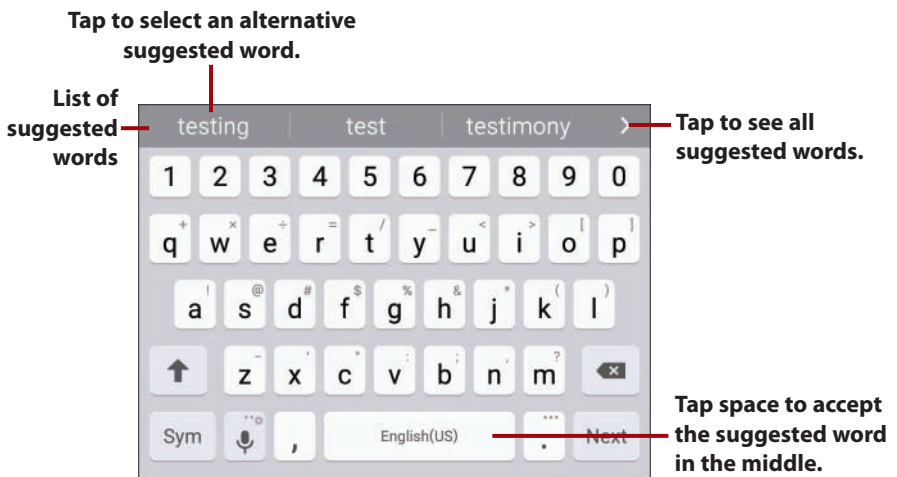 Tap to select an alternative
suggested word.
List of
suggested
words
testing test testimony >
Tap to see all
suggested words.
1 2 3 4 5 6 7 8 9 0
+ × ÷ = / _ < > [ ]
q w e r t y u i o p
! @ # $ % & * ( )
a s d f g h j k l
- ' " : ; , ?
z x c v b n m
Sym , English(US) . Next
Tap space to accept
the suggested word
in the middle.